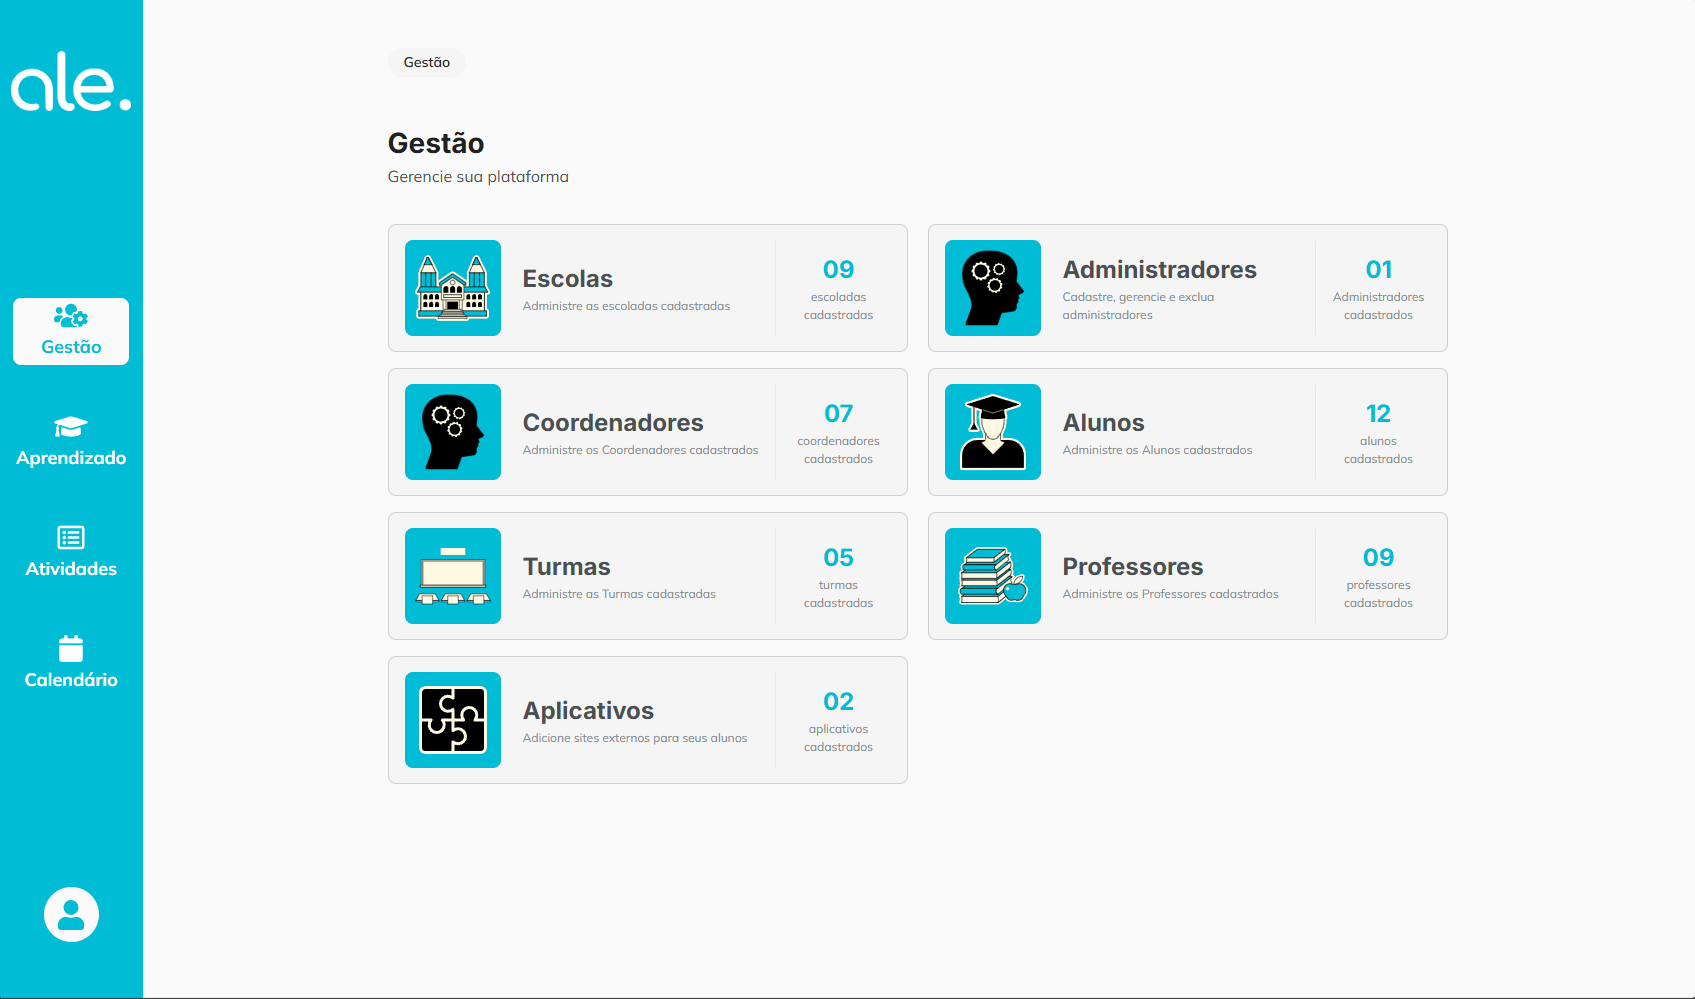 ale.
Gestão
Aprendizado
Atividades
Calendário
Gestão
Gestão
Gerencie sua plataforma
Escolas
Administre as escoladas cadastradas
09
escoladas
cadastradas
Administradores
Cadastre, gerencie e exclua
administradores
01
Administradores
cadastrados
Coordenadores
Administre os Coordenadores cadastrados
07
coordenadores
cadastrados
Alunos
Administre os Alunos cadastrados
12
alunos
cadastrados
Turmas
Administre as Turmas cadastradas
05
turmas
cadastradas
Professores
Administre os Professores cadastrados
09
professores
cadastrados
Aplicativos
Adicione sites externos para seus alunos
02
aplicativos
cadastrados